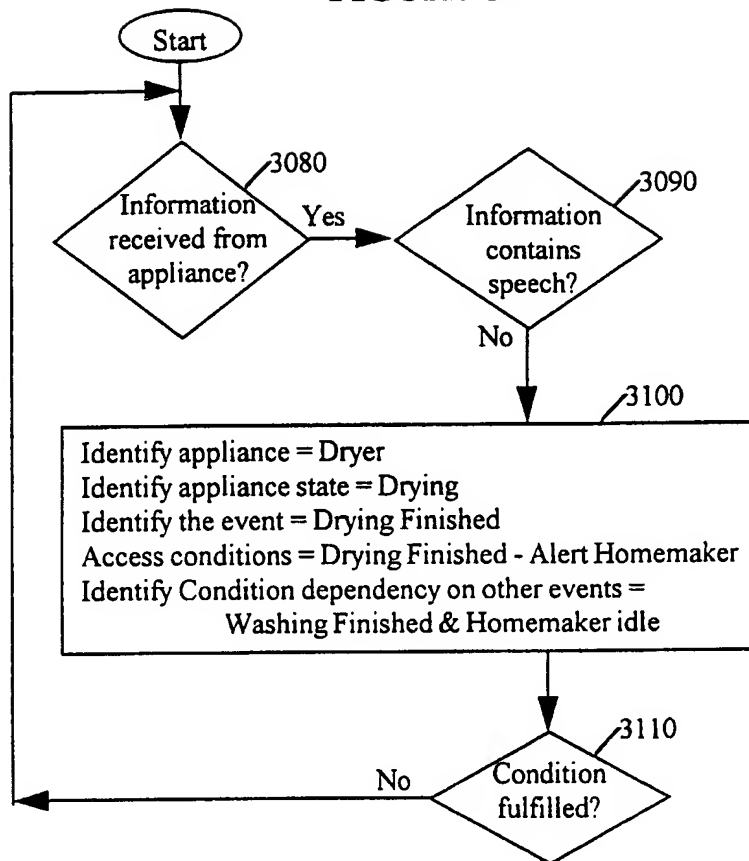 Start
3080
Information
received from
appliance?
Yes
3090
Information
contains
speech?
No
3100
Identify appliance = Dryer
Identify appliance state = Drying
Identify the event = Drying Finished
Access conditions = Drying Finished - Alert Homemaker
Identify Condition dependency on other events =
Washing Finished & Homemaker idle
3110
Condition
fulfilled?
No